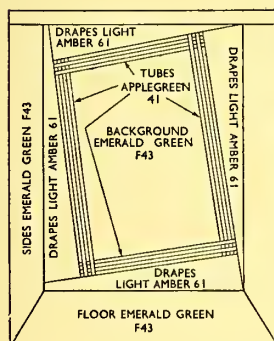 DRAPES LIGHT
AMBER 61
TUBES
APPLEGREEN
41
BACKGROUND
EMERALD GREEN
F43
SIDES EMERALD GREEN F43
DRAPES LIGHT AMBER 61
DRAPES LIGHT AMBER 61
DRAPES
LIGHT AMBER 61
FLOOR EMERALD GREEN
F43